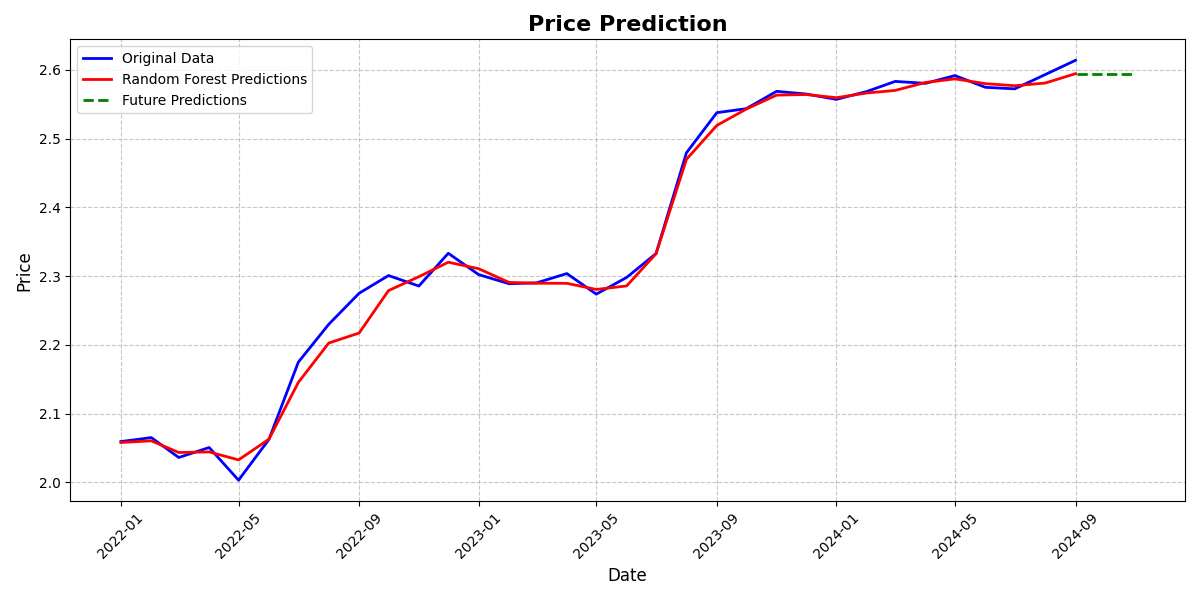 Price Prediction
Original Data
Random Forest Predictions
Future Predictions
2.6
2.5
2.4
2.3
2.2
2.1
2.0
Price
2022-01
2022-05
2022-09
2023-01
2023-05
2023-09
2024-01
2024-05
2024-09
Date